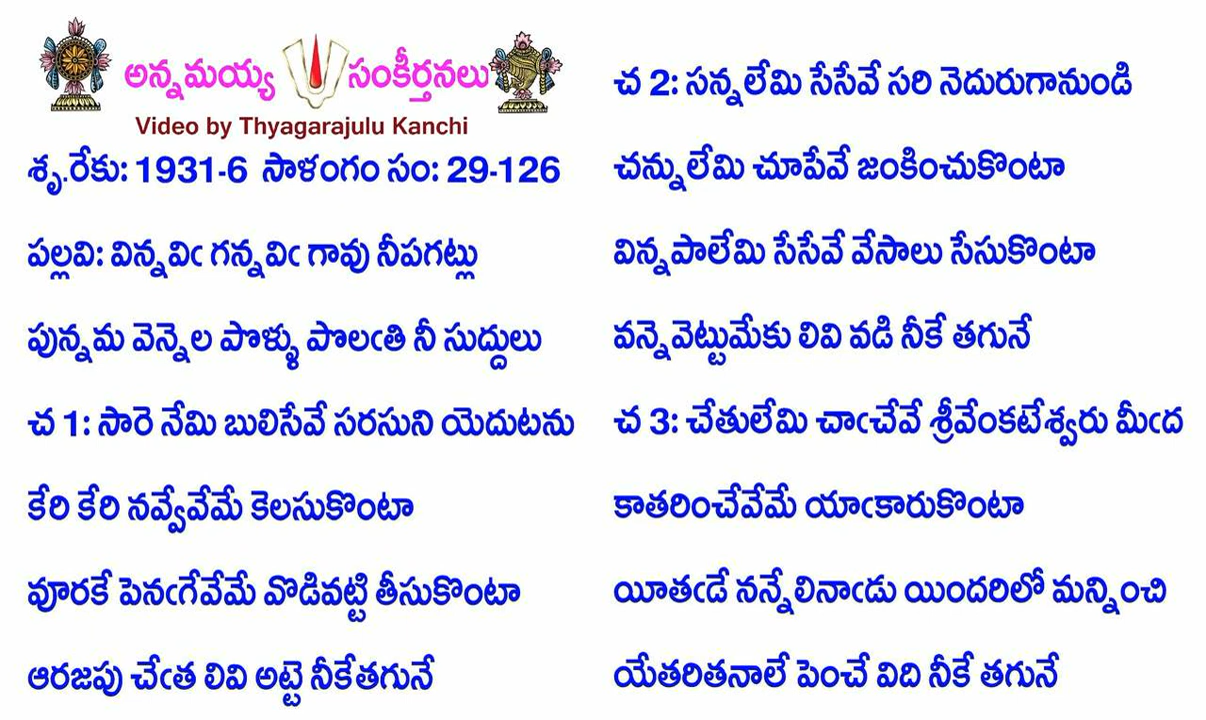 అన్నమయ్య సంకీర్తనలు
Video by Thyagarajulu Kanchi
శృ.రేకు: 1931-6 సాళంగం సం: 29-126
పల్లవి: విన్నవిఁ గన్నవిఁ గావు నీపగట్లు
పున్నమ వెన్నెల పొళ్ళు పొలఁతి నీ సుద్దులు
చ 1: సారె నేమి బులిసేవే సరసుని యెదుటను
కేరి కేరి నవ్వేవేమే కెలసుకొంటా
వూరకే పెనఁగేవేమే వొడివట్టి తీసుకొంటా
ఆరజపు చేఁత లివి అట్టె నీకేతగునే
చ 2: సన్నలేమి సేసేవే సరి నెదురుగానుండి
చన్నులేమి చూపేవే జంకించుకొంటా
విన్నపాలేమి సేసేవే వేసాలు సేసుకొంటా
వన్నెవెట్టుమేకు లివి వడి నీకే తగునే
చ 3: చేతులేమి చాఁచేవే శ్రీవేంకటేశ్వరు మీఁద
కాతరించేవేమే యాఁకారుకొంటా
యీతఁడే నన్నేలినాఁడు యిందరిలో మన్నించి
యేతరితనాలే పెంచే విది నీకే తగునే